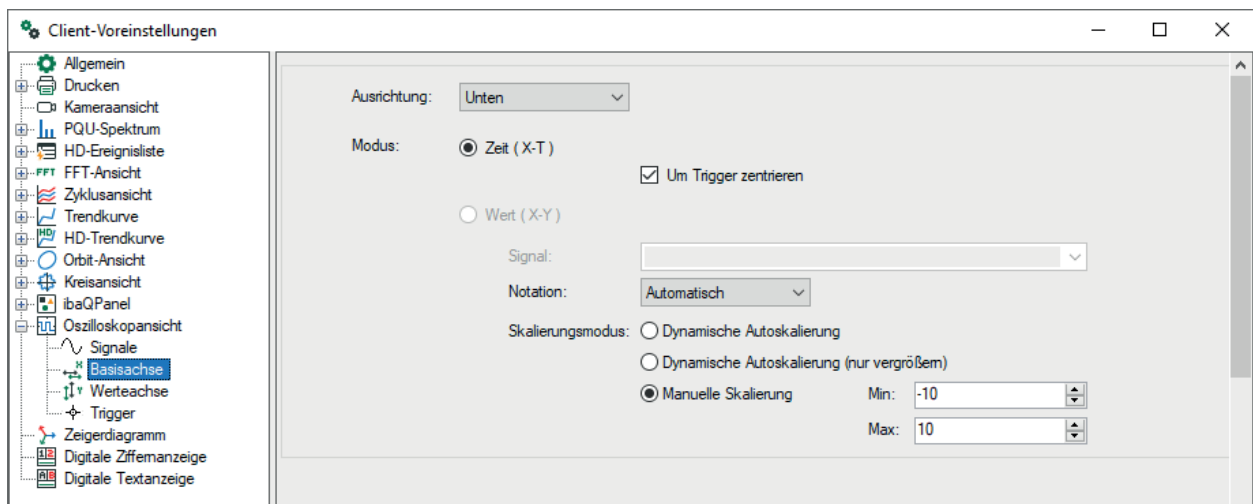 Client-Voreinstellungen
Allgemein
Drucken
Kameraansicht
PQU-Spektrum
HD-Ereignisliste
FFT FFT-Ansicht
Zyklusansicht
Trendkurve
HD HD-Trendkurve
Orbit-Ansicht
Kreisansicht
ibaQPanel
Oszilloskopansicht
Signale
X Basisachse
Y Werteachse
Trigger
Zeigerdiagramm
12 Digitale Ziffernanzeige
AB Digitale Textanzeige
Ausrichtung: Unten
Modus: Zeit ( X-T )
Um Trigger zentrieren
Wert ( X-Y )
Signal:
Notation: Automatisch
Skalierungsmodus: Dynamische Autoskalierung
Dynamische Autoskalierung (nur vergrößern)
Manuelle Skalierung Min: -10
Max: 10